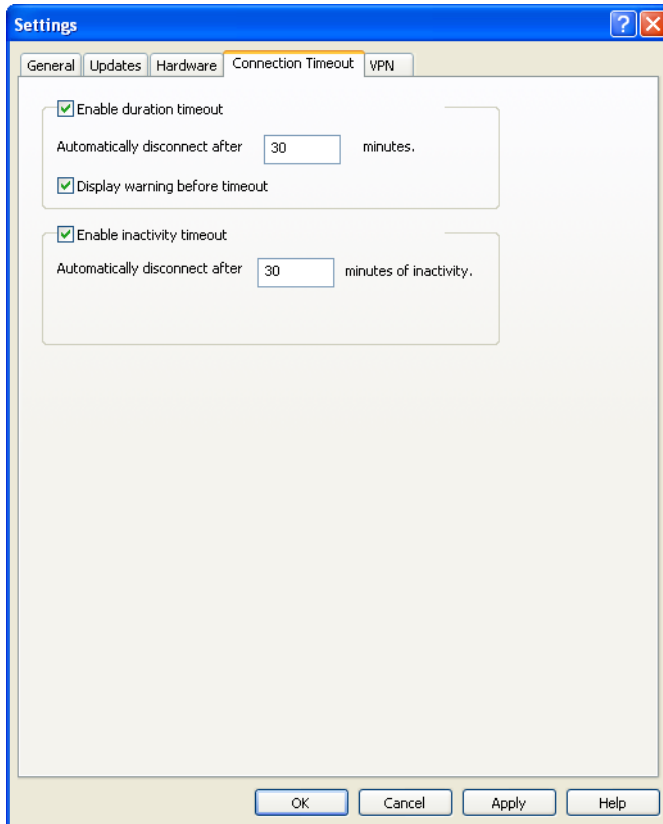 Settings
General Updates Hardware Connection Timeout VPN
Enable duration timeout
Automatically disconnect after 30 minutes.
Display warning before timeout
Enable inactivity timeout
Automatically disconnect after 30 minutes of inactivity.
OK Cancel Apply Help